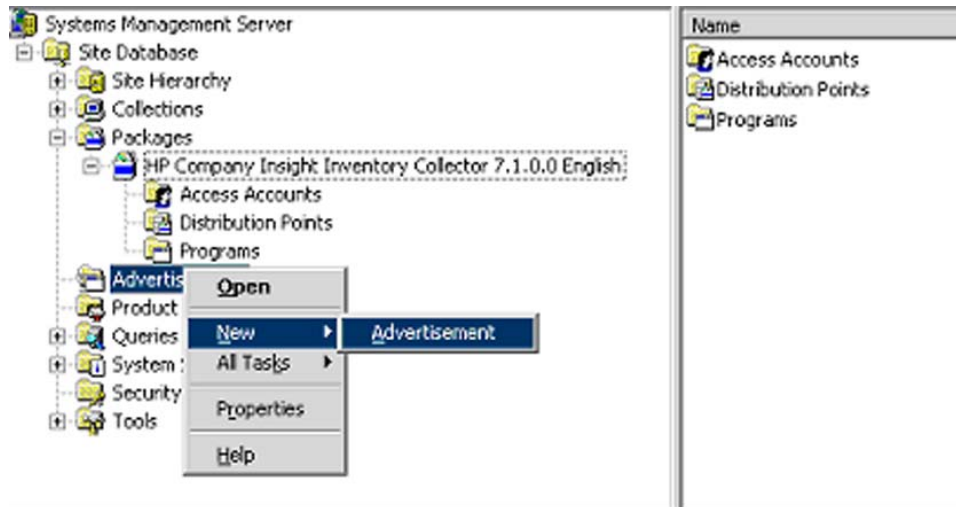 Systems Management Server
Site Database
Site Hierarchy
Collections
Packages
HP Company Insight Inventory Collector 7.1.0.0 English
Access Accounts
Distribution Points
Programs
Advertis
Product
Queries
System
Security
Tools
Open
New
Advertisement
All Tasks
Properties
Help
Name
Access Accounts
Distribution Points
Programs